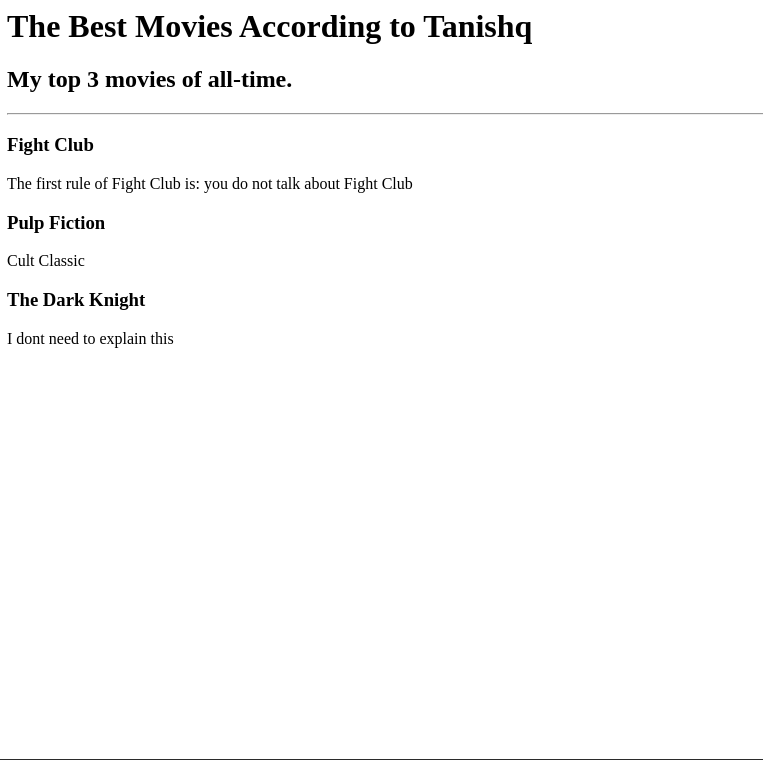 The Best Movies According to Tanishq
My top 3 movies of all-time.
Fight Club
The first rule of Fight Club is: you do not talk about Fight Club
Pulp Fiction
Cult Classic
The Dark Knight
I dont need to explain this